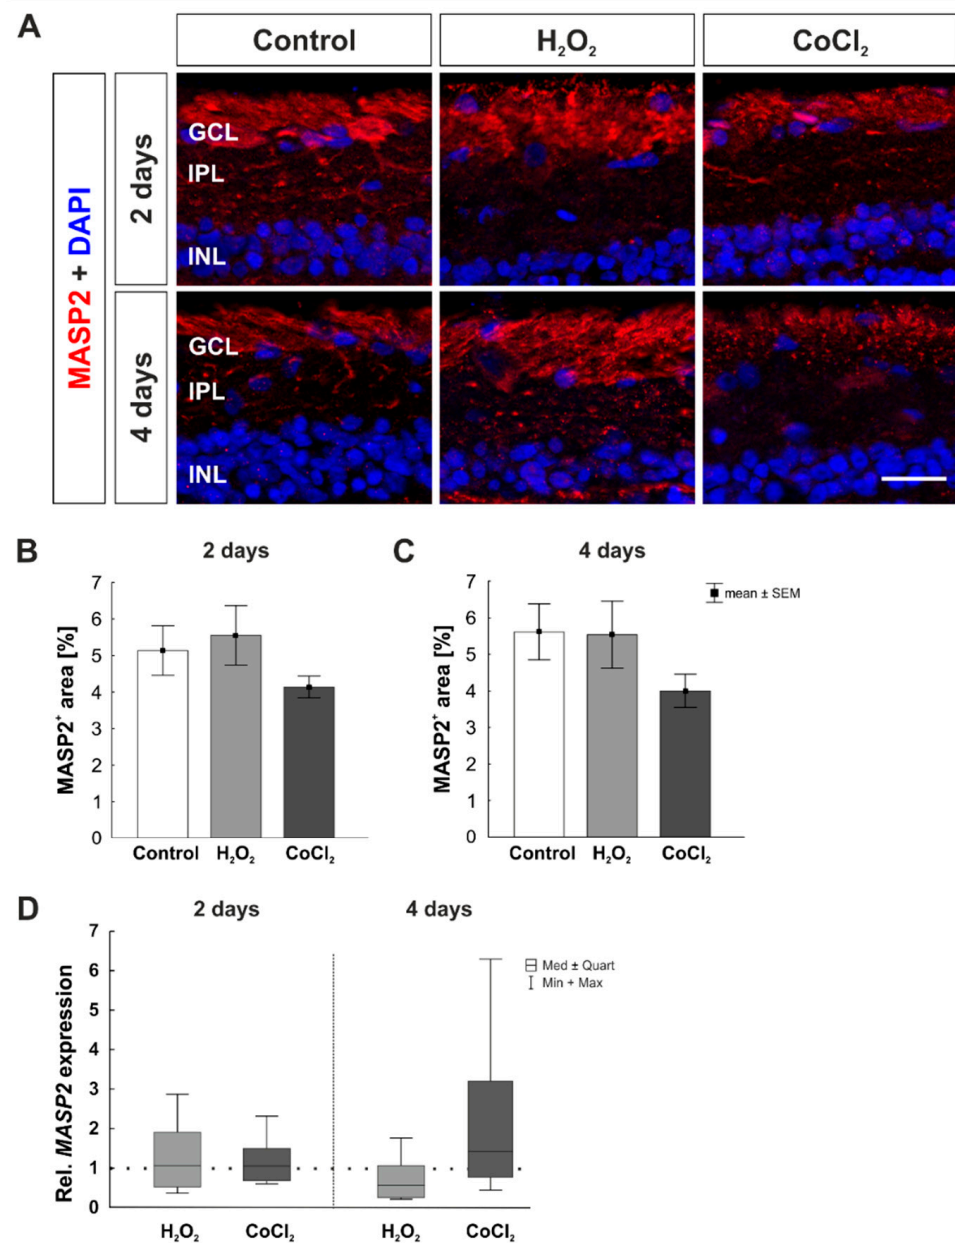 A
Control
H₂O₂
CoCl₂
MASP2 + DAPI
2 days
GCL
IPL
INL
4 days
GCL
IPL
INL
B
2 days
MASP2⁺ area [%]
7
6
5
4
3
2
1
0
Control
H₂O₂
CoCl₂
C
4 days
mean ± SEM
MASP2⁺ area [%]
7
6
5
4
3
2
1
0
Control
H₂O₂
CoCl₂
D
2 days
4 days
Med ± Quart
Min + Max
Rel. MASP2 expression
7
6
5
4
3
2
1
0
H₂O₂
CoCl₂
H₂O₂
CoCl₂